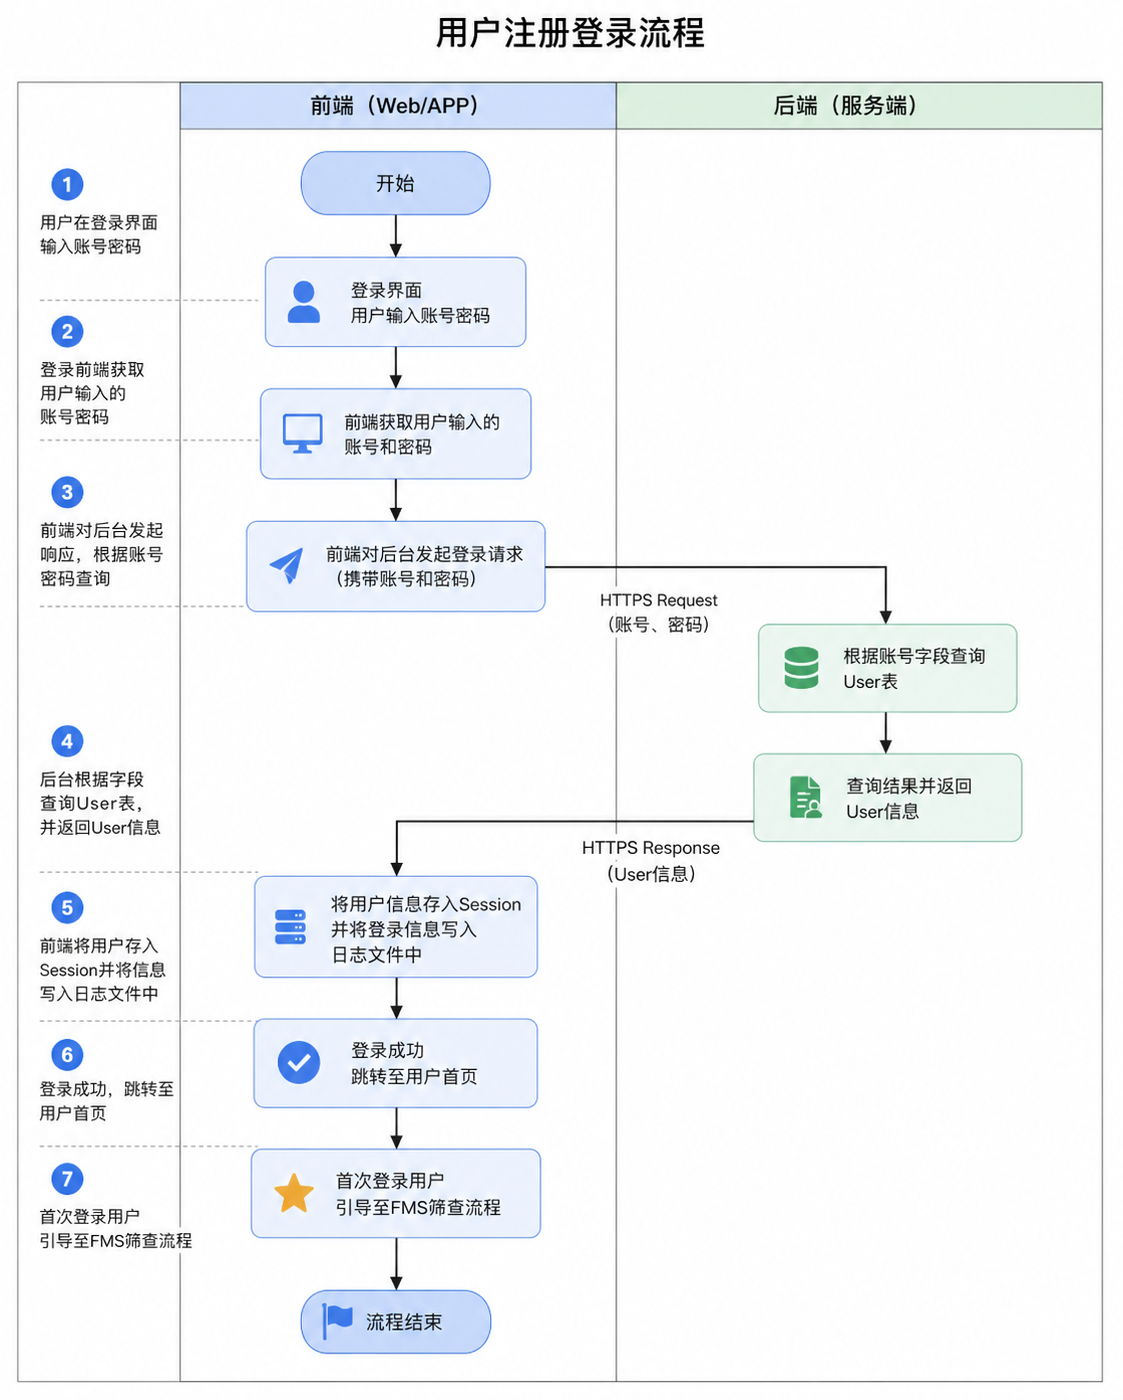 用户注册登录流程
前端（Web/APP）
后端（服务端）
1
用户在登录界面
输入账号密码
开始
登录界面
用户输入账号密码
2
登录前端获取
用户输入的
账号密码
前端获取用户输入的
账号和密码
3
前端对后台发起
响应，根据账号
密码查询
前端对后台发起登录请求
（携带账号和密码）
HTTPS Request
（账号、密码）
根据账号字段查询
User表
4
后台根据字段
查询User表，
并返回User信息
查询结果并返回
User信息
HTTPS Response
（User信息）
5
前端将用户存入
Session并将信息
写入日志文件中
将用户信息存入Session
并将登录信息写入
日志文件中
6
登录成功，跳转至
用户首页
登录成功
跳转至用户首页
7
首次登录用户
引导至FMS筛查流程
首次登录用户
引导至FMS筛查流程
流程结束